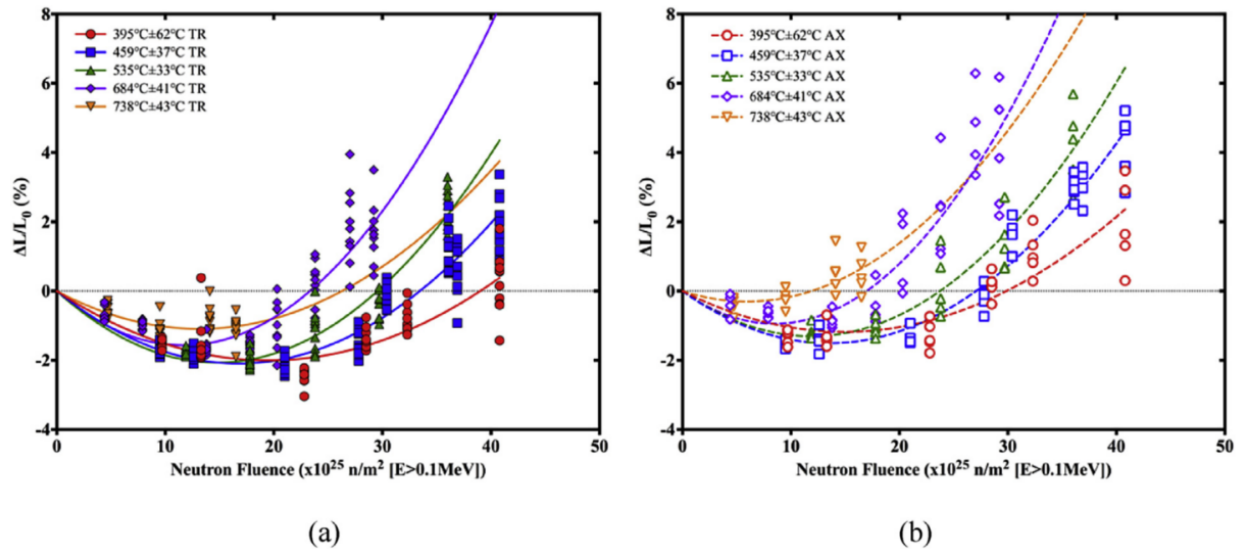 8
6
4
2
0
-2
-4
ΔL/L₀ (%)
395°C±62°C TR
459°C±37°C TR
535°C±33°C TR
684°C±41°C TR
738°C±43°C TR
0 10 20 30 40 50
Neutron Fluence (x10²⁵ n/m² [E>0.1MeV])
(a)
8
6
4
2
0
-2
-4
ΔL/L₀ (%)
395°C±62°C AX
459°C±37°C AX
535°C±33°C AX
684°C±41°C AX
738°C±43°C AX
0 10 20 30 40 50
Neutron Fluence (x10²⁵ n/m² [E>0.1MeV])
(b)